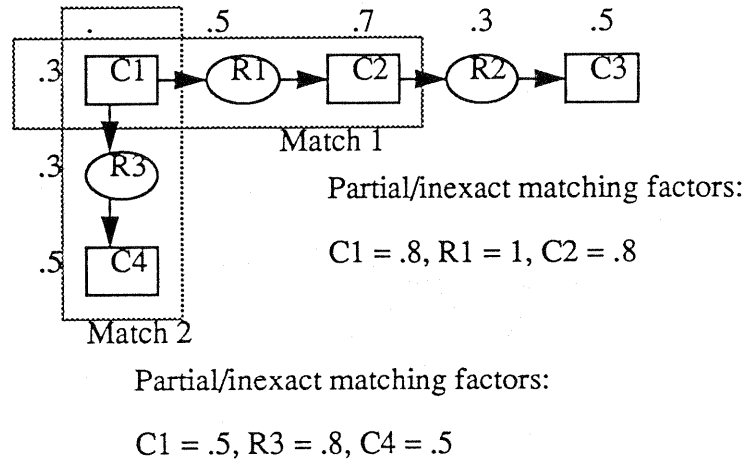 . .5 .7 .3 .5
.3 C1 R1 C2 R2 C3
Match 1
.3 R3
Partial/inexact matching factors:
C1 = .8, R1 = 1, C2 = .8
.5 C4
Match 2
Partial/inexact matching factors:
C1 = .5, R3 = .8, C4 = .5